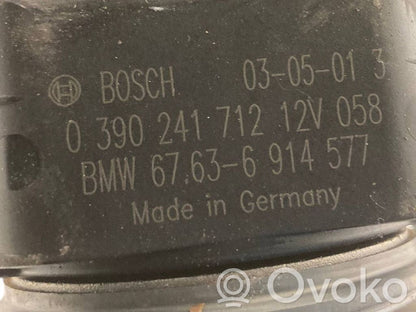 BOSCH 03-05-01 3
0 390 241 712 12V 058
BMW 67.63-6 914 577
Made in Germany
Ovoko